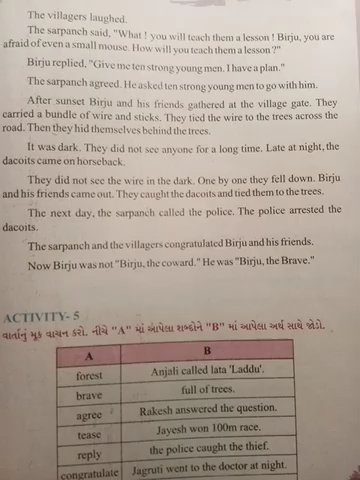 The villagers laughed.
The sarpanch said, "What ! you will teach them a lesson ! Birju, you are
afraid of even a small mouse. How will you teach them a lesson ?"
Birju replied, "Give me ten strong young men. I have a plan."
The sarpanch agreed. He asked ten strong young men to go with him.
After sunset Birju and his friends gathered at the village gate. They
carried a bundle of wire and sticks. They tied the wire to the trees across the
road. Then they hid themselves behind the trees.
It was dark. They did not see anyone for a long time. Late at night, the
dacoits came on horseback.
They did not see the wire in the dark. One by one they fell down. Birju
and his friends came out. They caught the dacoits and tied them to the trees.
The next day, the sarpanch called the police. The police arrested the
dacoits.
The sarpanch and the villagers congratulated Birju and his friends.
Now Birju was not "Birju, the coward." He was "Birju, the Brave."
ACTIVITY- 5
વાર્તાનું મૂક વાચન કરો. નીચે "A" માં આપેલા શબ્દોને "B" માં આપેલા અર્થ સાથે જોડો.
A B
forest Anjali called lata 'Laddu'.
brave full of trees.
agree Rakesh answered the question.
tease Jayesh won 100m race.
reply the police caught the thief.
congratulate Jagruti went to the doctor at night.